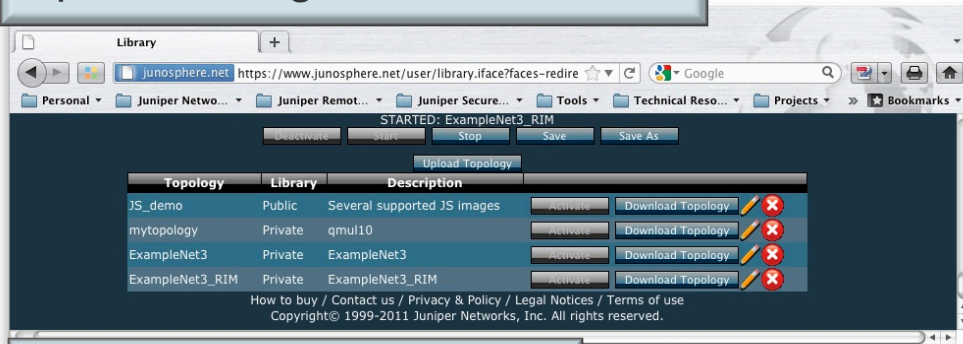 Library
junosphere.net https://www.junosphere.net/user/library.iface?faces-redire Google
Personal Juniper Netwo... Juniper Remot... Juniper Secure... Tools Technical Reso... Projects » Bookmarks
STARTED: ExampleNet3_RIM
Deactivate Start Stop Save Save As
Upload Topology
Topology Library Description
JS_demo Public Several supported JS images Activate Download Topology
mytopology Private qmul10 Activate Download Topology
ExampleNet3 Private ExampleNet3 Activate Download Topology
ExampleNet3_RIM Private ExampleNet3_RIM Activate Download Topology
How to buy / Contact us / Privacy & Policy / Legal Notices / Terms of use
Copyright© 1999-2011 Juniper Networks, Inc. All rights reserved.